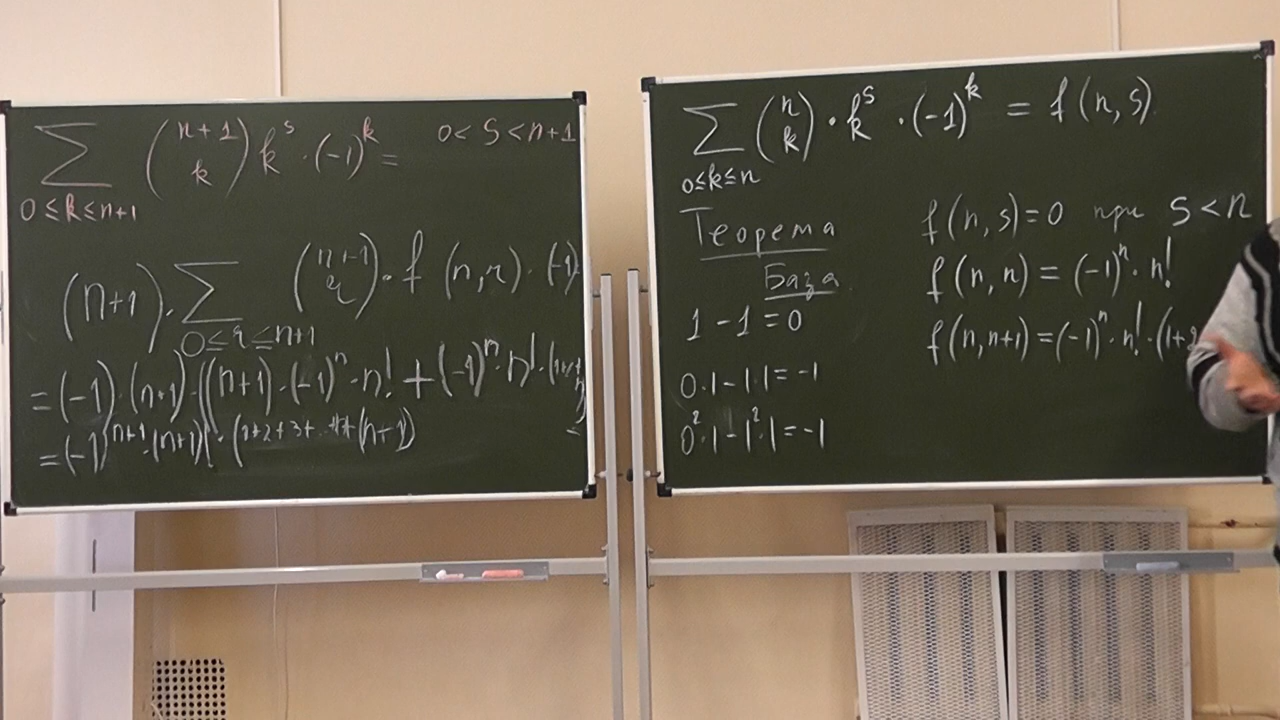 ∑ (n+1 k) k^s · (-1)^k = 0 < s < n+1
0 ≤ k ≤ n+1
(n+1) · ∑ (n+1 r) · f (n, r) · (-1)
0 ≤ r ≤ n+1
= (-1) · (n+1) · ((n+1) · (-1)^n · n! + (-1)^n · n! · (1+
= (-1)^{n+1} · (n+1)! · (1+2+3+ ... + (n+1))
∑ (n k) · k^s · (-1)^k = f (n, s)
0≤k≤n
Теорема
База
1 - 1 = 0
0·1 - 1·1 = -1
0²·1 - 1²·1 = -1
f (n, s) = 0 при s < n
f (n, n) = (-1)^n · n!
f (n, n+1) = (-1)^n · n! · (1+2